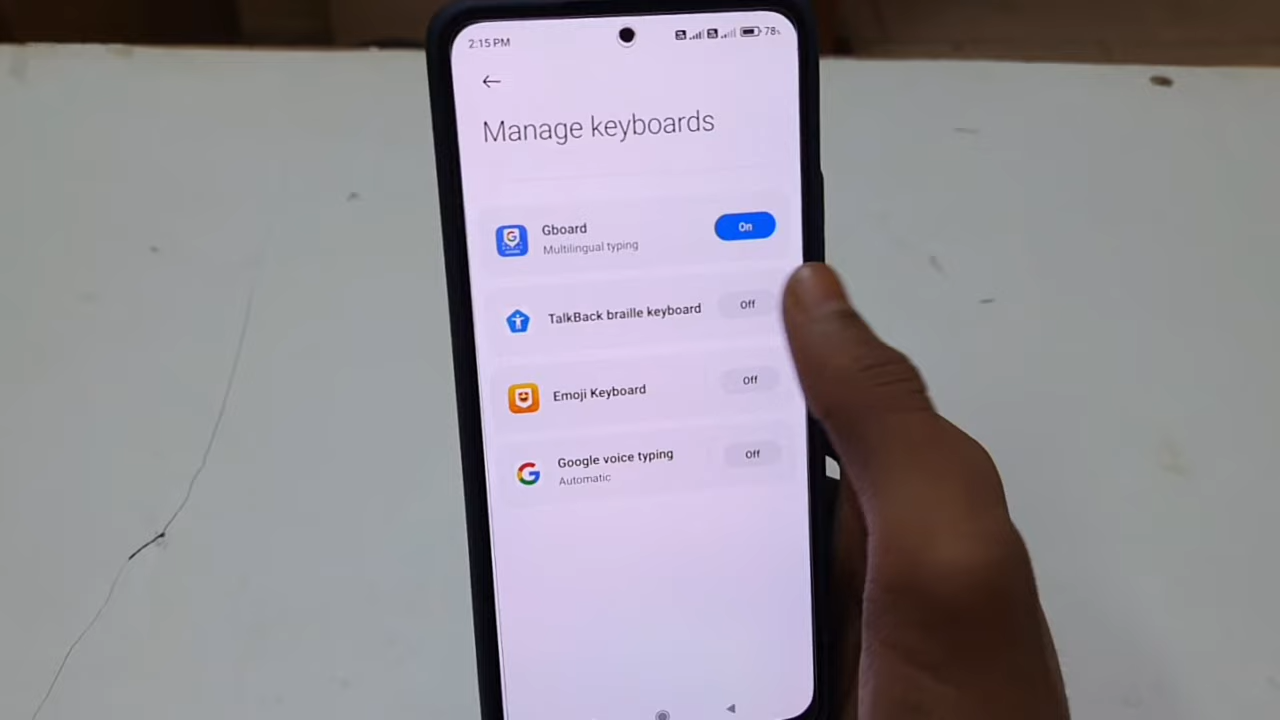 2:15 PM
78%
Manage keyboards
Gboard
Multilingual typing
On
TalkBack braille keyboard
Off
Emoji Keyboard
Off
Google voice typing
Automatic
Off